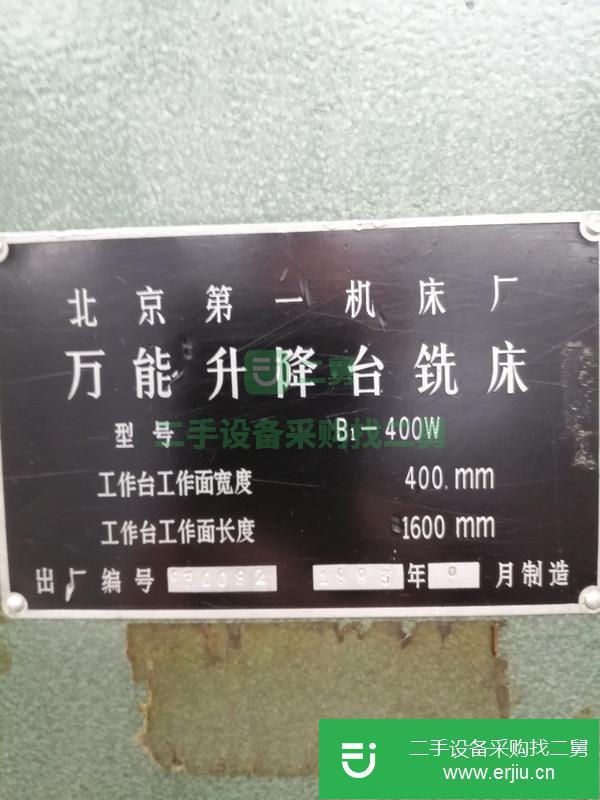 北京第一机床厂
万能升降台铣床
型号 B₁-400W
工作台工作面宽度 400.mm
工作台工作面长度 1600 mm
出厂编号 年 月制造
二舅
二手设备采购找二舅
二手设备采购找二舅
www.erjiu.cn